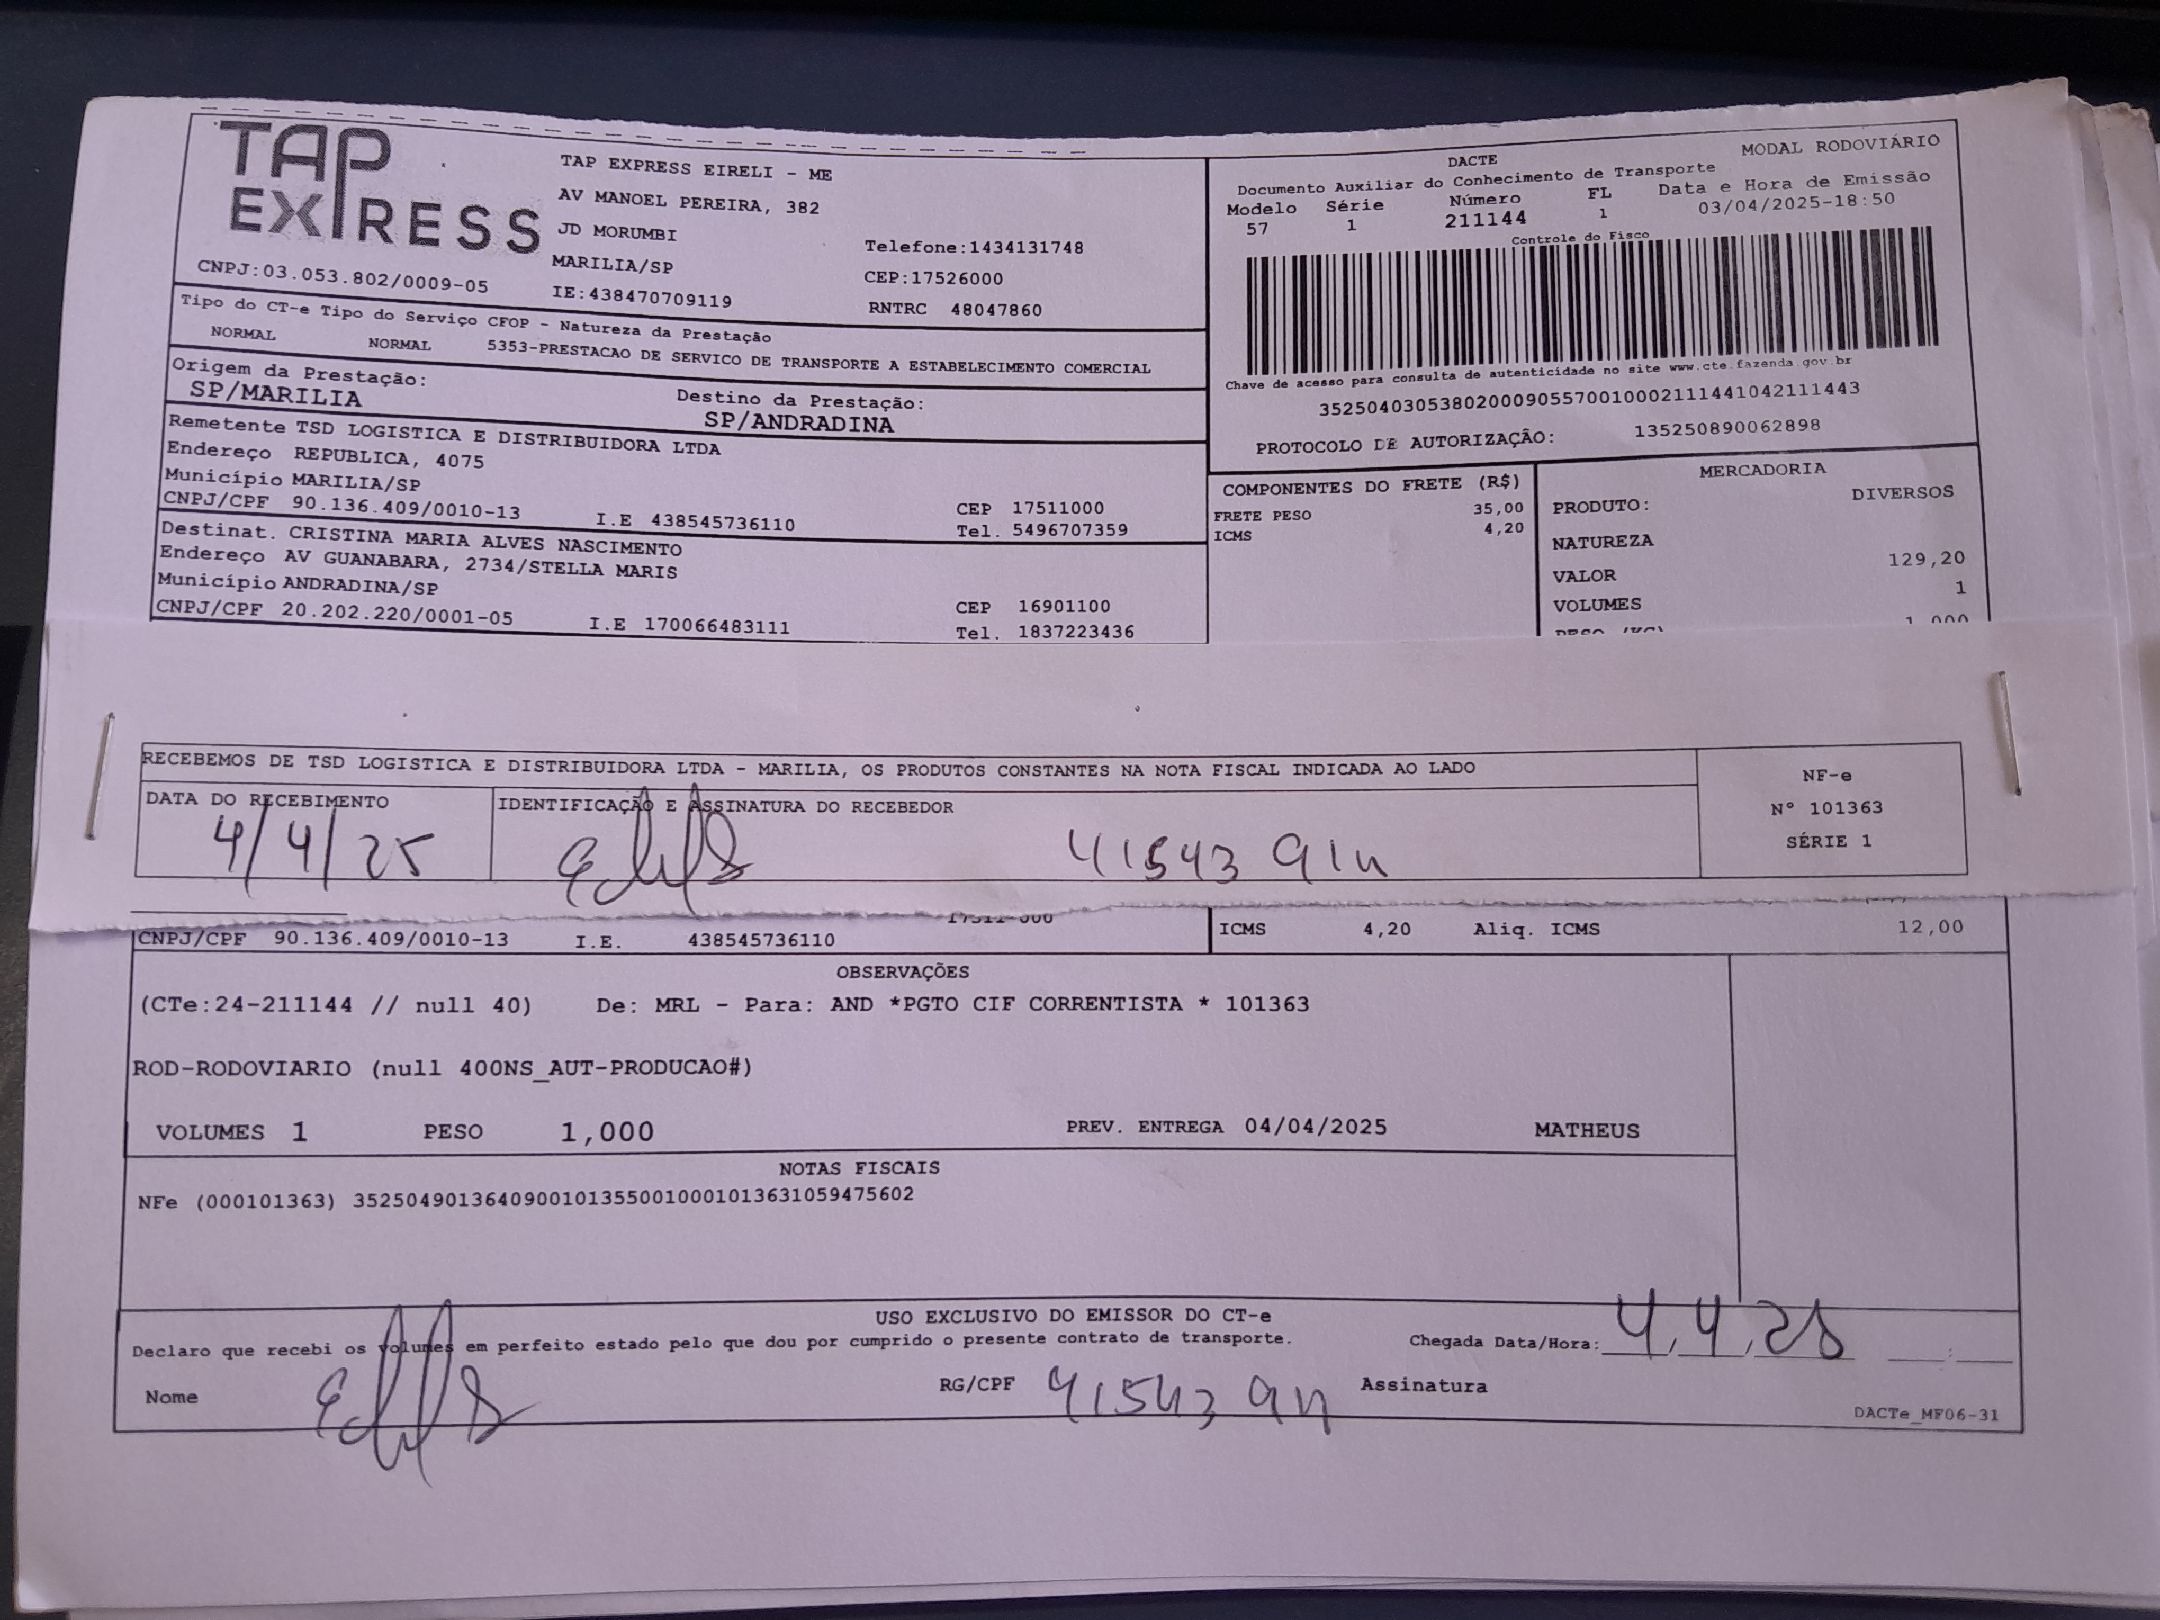 TAP
EXPRESS
TAP EXPRESS EIRELI - ME
AV MANOEL PEREIRA, 382
JD MORUMBI
MARILIA/SP
IE:438470709119
Telefone:1434131748
CEP:17526000
RNTRC 48047860
CNPJ:03.053.802/0009-05
Tipo do CT-e Tipo do Serviço CFOP - Natureza da Prestação
NORMAL NORMAL 5353-PRESTACAO DE SERVICO DE TRANSPORTE A ESTABELECIMENTO COMERCIAL
Origem da Prestação: Destino da Prestação:
SP/MARILIA SP/ANDRADINA
Remetente TSD LOGISTICA E DISTRIBUIDORA LTDA
Endereço REPUBLICA, 4075
Município MARILIA/SP CEP 17511000
CNPJ/CPF 90.136.409/0010-13 I.E 438545736110 Tel. 5496707359
Destinat. CRISTINA MARIA ALVES NASCIMENTO
Endereço AV GUANABARA, 2734/STELLA MARIS
Município ANDRADINA/SP CEP 16901100
CNPJ/CPF 20.202.220/0001-05 I.E 170066483111 Tel. 1837223436
DACTE MODAL RODOVIÁRIO
Documento Auxiliar do Conhecimento de Transporte
Modelo Série Número FL Data e Hora de Emissão
57 1 211144 1 03/04/2025-18:50
Controle do Fisco
Chave de acesso para consulta de autenticidade no site www.cte.fazenda.gov.br
35250403053802000905570010002111441042111443
PROTOCOLO DE AUTORIZAÇÃO: 135250890062898
COMPONENTES DO FRETE (R$)
FRETE PESO 35,00
ICMS 4,20
MERCADORIA
PRODUTO: DIVERSOS
NATUREZA
VALOR 129,20
VOLUMES 1
PESO (KG) 1,000
RECEBEMOS DE TSD LOGISTICA E DISTRIBUIDORA LTDA - MARILIA, OS PRODUTOS CONSTANTES NA NOTA FISCAL INDICADA AO LADO
DATA DO RECEBIMENTO IDENTIFICAÇÃO E ASSINATURA DO RECEBEDOR
4/4/25
NF-e
Nº 101363
SÉRIE 1
CNPJ/CPF 90.136.409/0010-13 I.E. 438545736110
ICMS 4,20 Aliq. ICMS 12,00
OBSERVAÇÕES
(CTe:24-211144 // null 40) De: MRL - Para: AND *PGTO CIF CORRENTISTA * 101363
ROD-RODOVIARIO (null 400NS_AUT-PRODUCAO#)
VOLUMES 1 PESO 1,000 PREV. ENTREGA 04/04/2025 MATHEUS
NOTAS FISCAIS
NFe (000101363) 35250490136409001013550010001013631059475602
USO EXCLUSIVO DO EMISSOR DO CT-e
Declaro que recebi os volumes em perfeito estado pelo que dou por cumprido o presente contrato de transporte. Chegada Data/Hora: 4,4,25
Nome RG/CPF Assinatura
DACTe_MF06-31